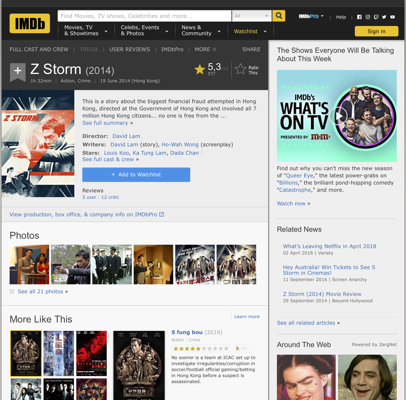 IMDb
Find Movies, TV shows, Celebrities and more...
All
IMDbPro
Help
Movies, TV
& Showtimes
Celebs, Events
& Photos
News &
Community
Watchlist
Sign in
FULL CAST AND CREW | TRIVIA | USER REVIEWS | IMDbPro | MORE
SHARE
Z Storm (2014)
1h 32min | Action, Crime | 19 June 2014 (Hong Kong)
5,3
Rate
This
Z STORM
This is a story about the biggest financial fraud attempted in
Hong Kong, directed at the Government of Hong Kong and involved all 7
million Hong Kong citizens... no one is free from the ...
See full summary »
Director: David Lam
Writers: David Lam (story), Ho-Wah Wong (screenplay)
Stars: Louis Koo, Ka Tung Lam, Dada Chan
See full cast & crew »
+ Add to Watchlist
Reviews
5 user | 12 critic
View production, box office, & company info on IMDbPro
Photos
See all 21 photos »
More Like This
Learn more
S fung bou (2016)
Action | Crime
No sooner is a team at ICAC set up to
investigate irregularities/corruption in
soccer/football official gaming/betting
in Hong Kong before a suspect is
assassinated.
The Shows Everyone Will Be Talking
About This Week
IMDb's
WHAT'S
ON TV
PRESENTED BY
Find out why you can't miss the new season
of "Queer Eye," the latest power-grabs on
"Billions," the brilliant pond-hopping comedy
"Catastrophe," and more.
Watch now »
Related News
What's Leaving Netflix in April 2018
02 April 2018 | Variety
Hey Australia! Win Tickets to See S
Storm in Cinemas!
11 September 2016 | Screen Anarchy
Z Storm (2014) Movie Review
29 September 2014 | Beyond Hollywood
See all related articles »
Around The Web
Powered by ZergNet